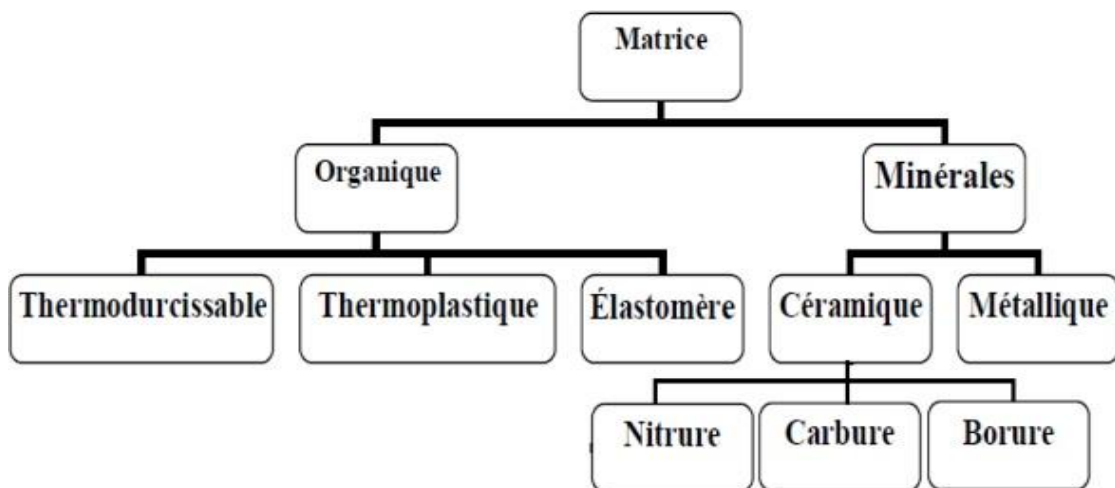 Matrice
Organique
Minérales
Thermodurcissable
Thermoplastique
Élastomère
Céramique
Métallique
Nitrure
Carbure
Borure